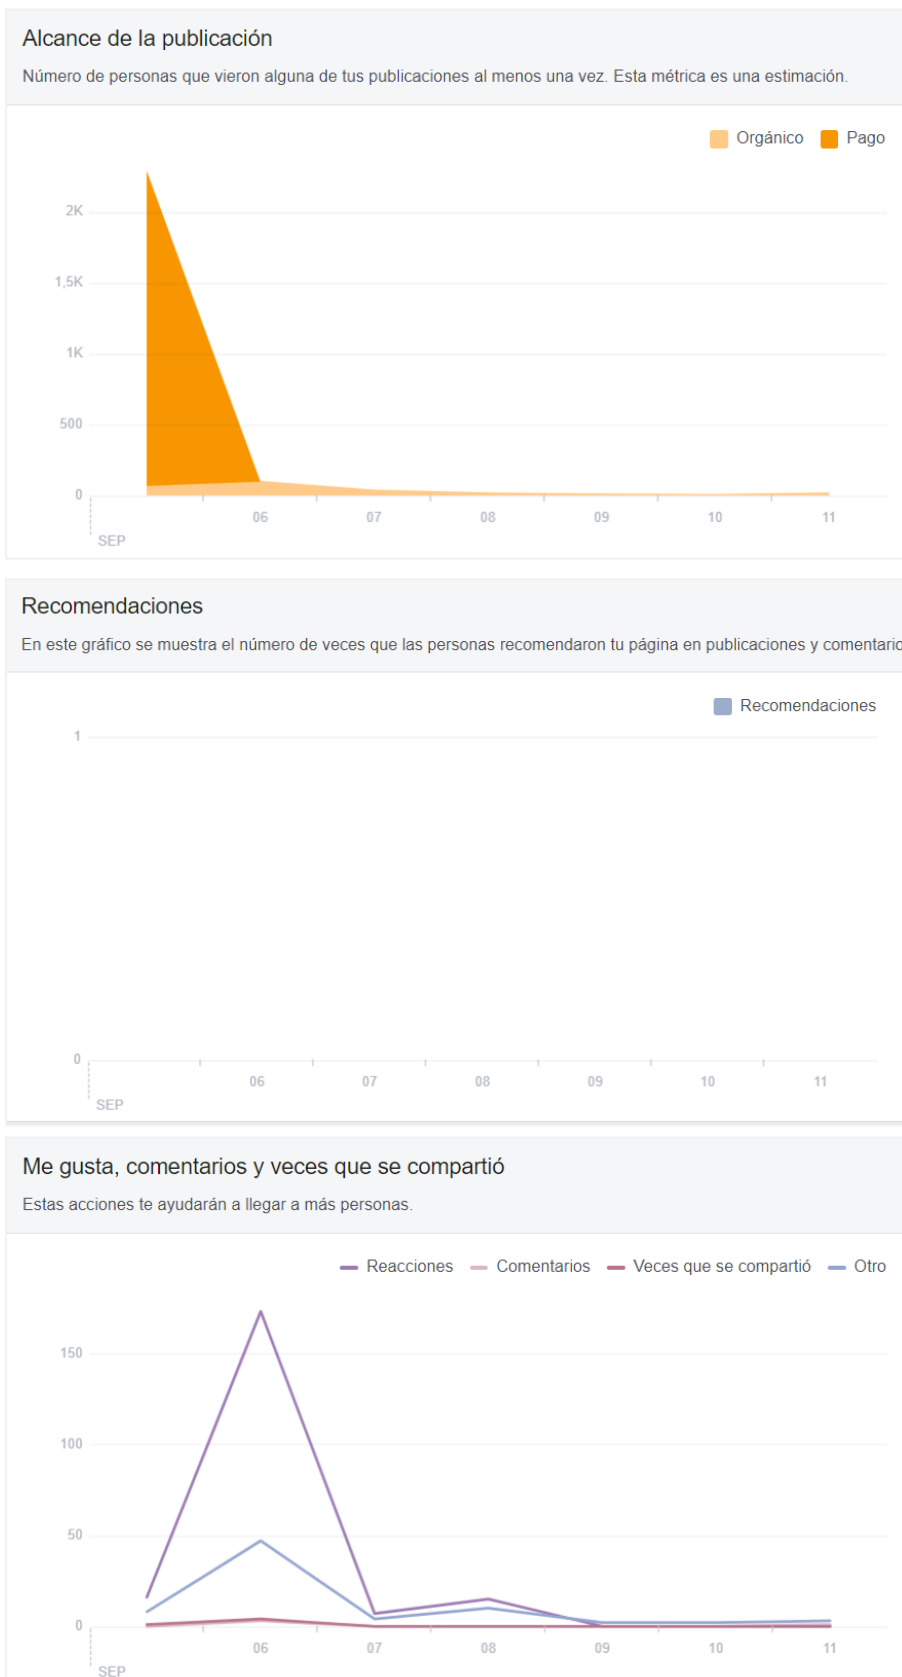 Alcance de la publicación
Número de personas que vieron alguna de tus publicaciones al menos una vez. Esta métrica es una estimación.
Orgánico Pago
2K
1,5K
1K
500
0
06 07 08 09 10 11
SEP
Recomendaciones
En este gráfico se muestra el número de veces que las personas recomendaron tu página en publicaciones y comentario
Recomendaciones
1
0
06 07 08 09 10 11
SEP
Me gusta, comentarios y veces que se compartió
Estas acciones te ayudarán a llegar a más personas.
Reacciones Comentarios Veces que se compartió Otro
150
100
50
0
06 07 08 09 10 11
SEP